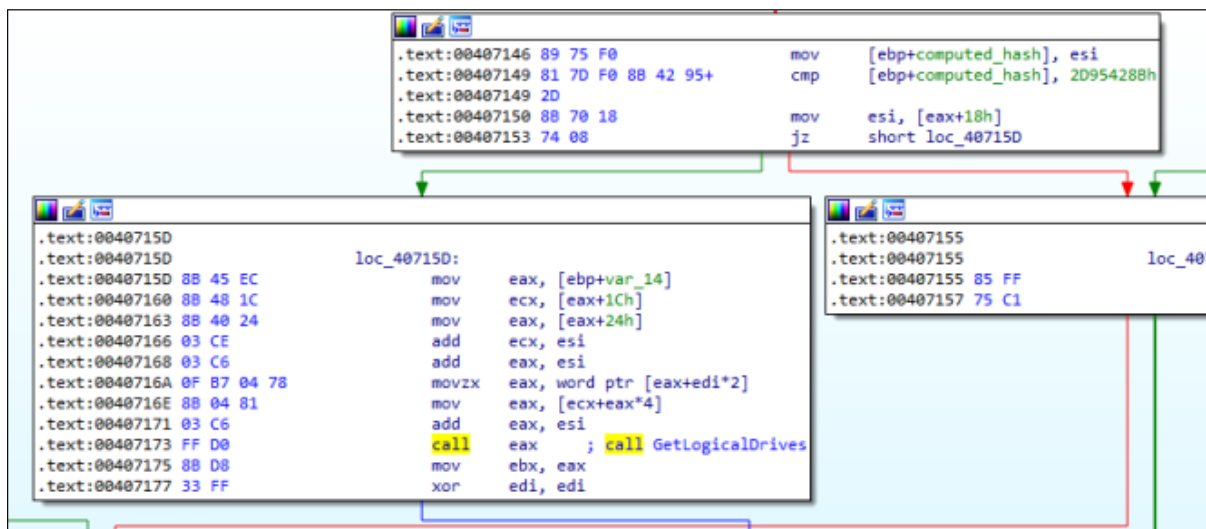 .text:00407146 89 75 F0 mov [ebp+computed_hash], esi
.text:00407149 81 7D F0 8B 42 95+ cmp [ebp+computed_hash], 2D95428Bh
.text:00407149 2D
.text:00407150 8B 70 18 mov esi, [eax+18h]
.text:00407153 74 08 jz short loc_40715D
.text:0040715D
.text:0040715D loc_40715D:
.text:0040715D 8B 45 EC mov eax, [ebp+var_14]
.text:00407160 8B 48 1C mov ecx, [eax+1Ch]
.text:00407163 8B 40 24 mov eax, [eax+24h]
.text:00407166 03 CE add ecx, esi
.text:00407168 03 C6 add eax, esi
.text:0040716A 0F B7 04 78 movzx eax, word ptr [eax+edi*2]
.text:0040716E 8B 04 81 mov eax, [ecx+eax*4]
.text:00407171 03 C6 add eax, esi
.text:00407173 FF D0 call eax ; call GetLogicalDrives
.text:00407175 8B D8 mov ebx, eax
.text:00407177 33 FF xor edi, edi
.text:00407155
.text:00407155 loc_40
.text:00407155 85 FF
.text:00407157 75 C1